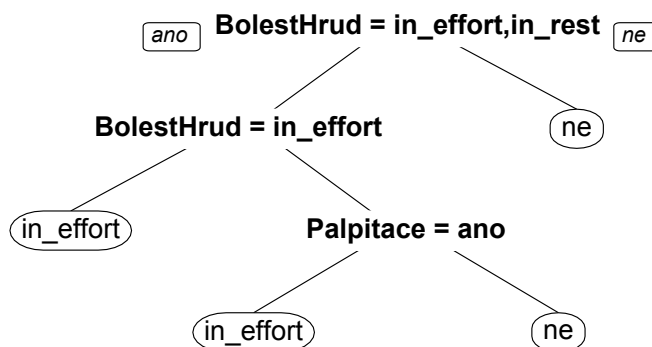 ano BolestHrud = in_effort,in_rest ne
BolestHrud = in_effort ne
in_effort Palpitace = ano
in_effort ne